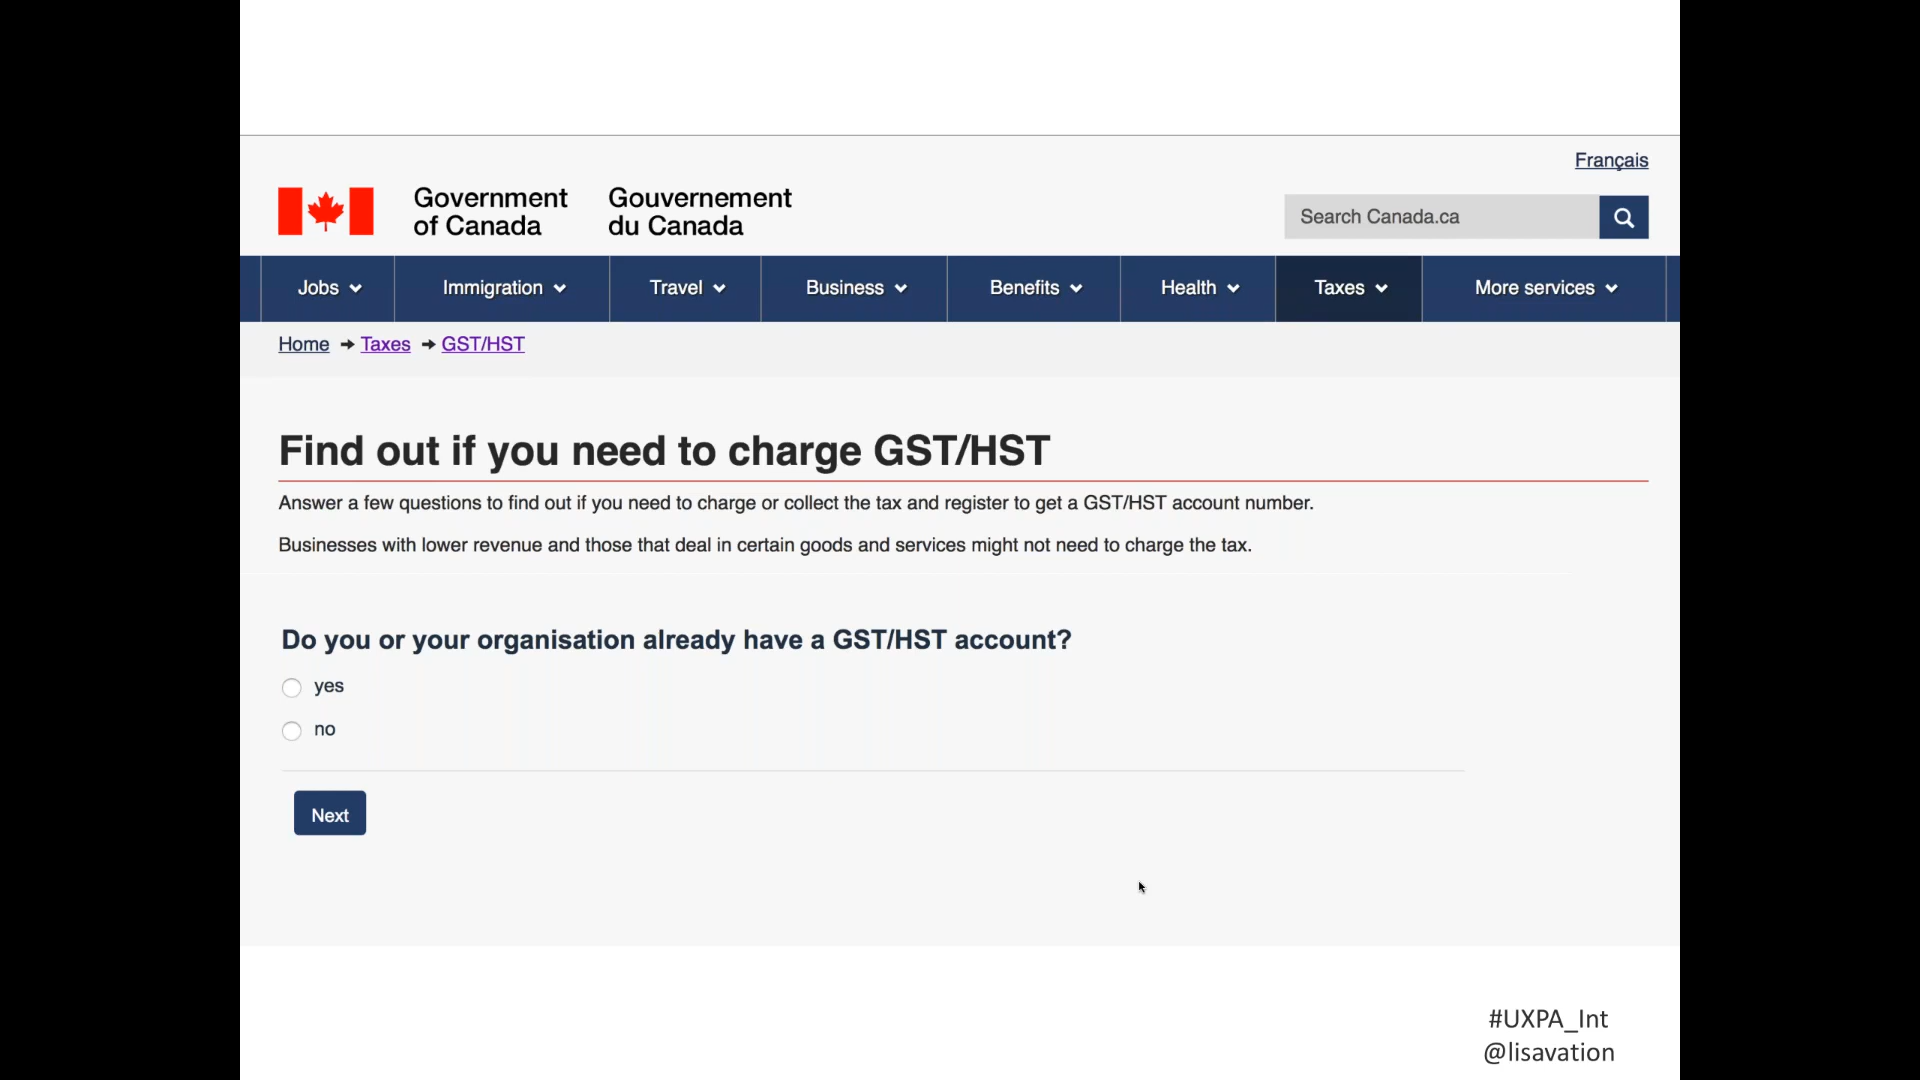 Français
Government of Canada
Gouvernement du Canada
Search Canada.ca
Jobs Immigration Travel Business Benefits Health Taxes More services
Home → Taxes → GST/HST
Find out if you need to charge GST/HST
Answer a few questions to find out if you need to charge or collect the tax and register to get a GST/HST account number.
Businesses with lower revenue and those that deal in certain goods and services might not need to charge the tax.
Do you or your organisation already have a GST/HST account?
yes
no
Next
#UXPA_Int
@lisavation